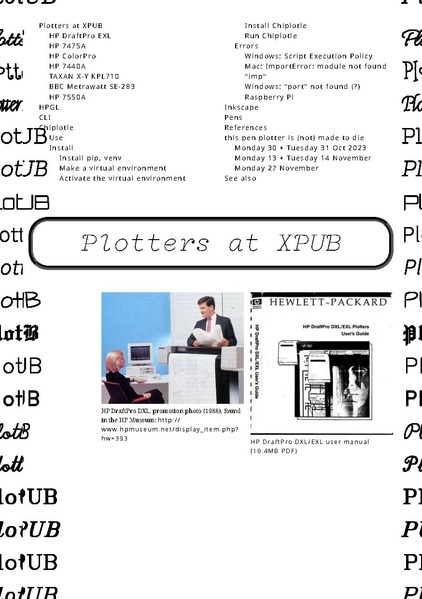 Plotters at XPUB
HP DraftPro EXL
HP 7475A
HP ColorPro
HP 7440A
TAXAN X-Y KPL710
BBC Metrawatt SE-283
HP 7550A
HPGL
CLI
Chiplotle
Use
Install
Install pip, venv
Make a virtual environment
Activate the virtual environment
Install Chiplotle
Run Chiplotle
Errors
Windows: Script Execution Policy
Mac: ImportError: module not found
"imp"
Windows: "port" not found (?)
Raspberry Pi
Inkscape
Pens
References
this pen plotter is (not) made to die
Monday 30 + Tuesday 31 Oct 2023
Monday 13 + Tuesday 14 November
Monday 27 November
See also
Plotters at XPUB
HEWLETT-PACKARD
HP DraftPro DXL/EXL Plotters
User's Guide
HP DraftPro DXL/EXL User's Guide
HP DraftPro DXL, promotion photo (1988), found
in the HP Museum: http://
www.hpmuseum.net/display_item.php?
hw=393
HP DraftPro DXL/EXL user manual
(10.4MB PDF)